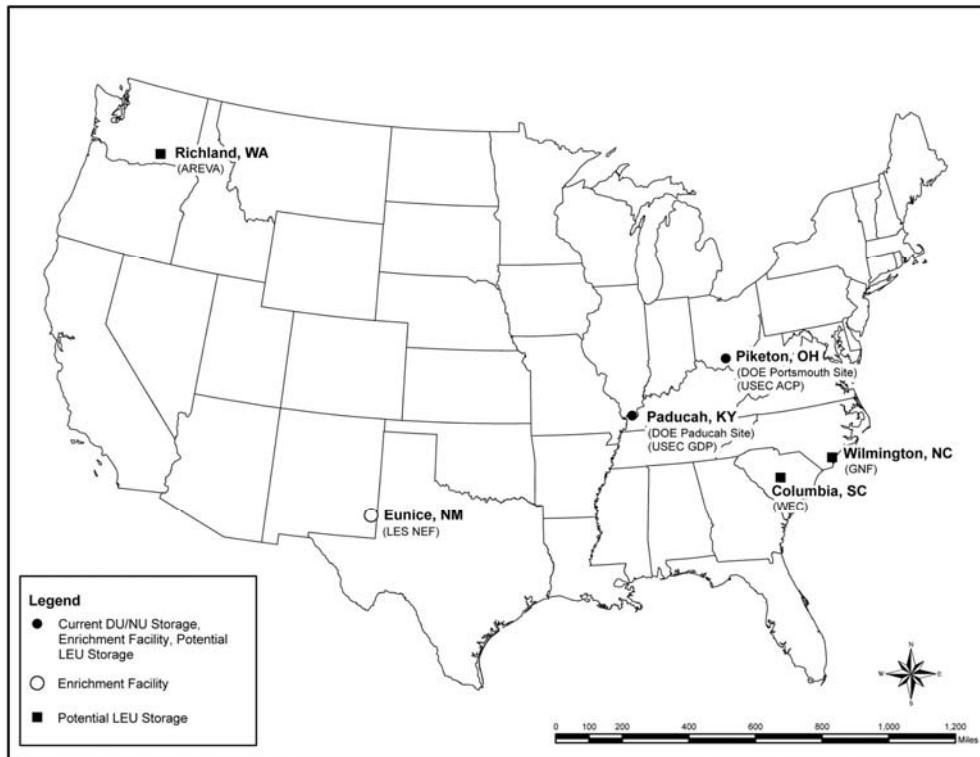 Richland, WA
(AREVA)
Piketon, OH
(DOE Portsmouth Site)
(USEC ACP)
Paducah, KY
(DOE Paducah Site)
(USEC GDP)
Wilmington, NC
(GNF)
Columbia, SC
(WEC)
Eunice, NM
(LES NEF)
Legend
Current DU/NU Storage,
Enrichment Facility, Potential
LEU Storage
Enrichment Facility
Potential LEU Storage
N
W E
S
0 100 200 400 600 800 1,000 1,200
Miles